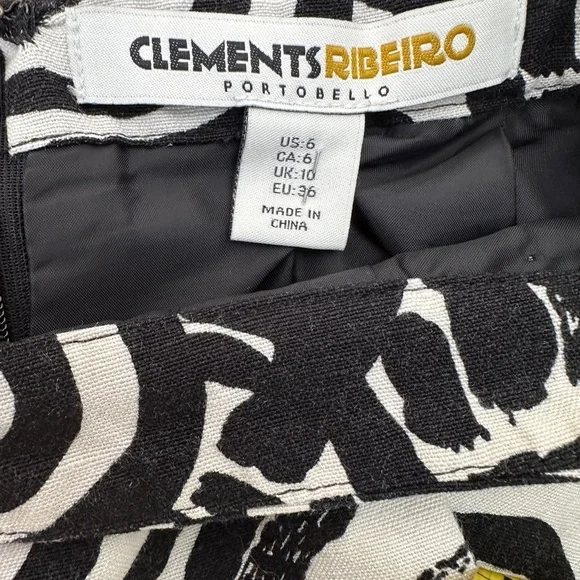 CLEMENTSRIBEIRO
PORTOBELLO
US:6
CA:6
UK:10
EU:36
MADE IN
CHINA